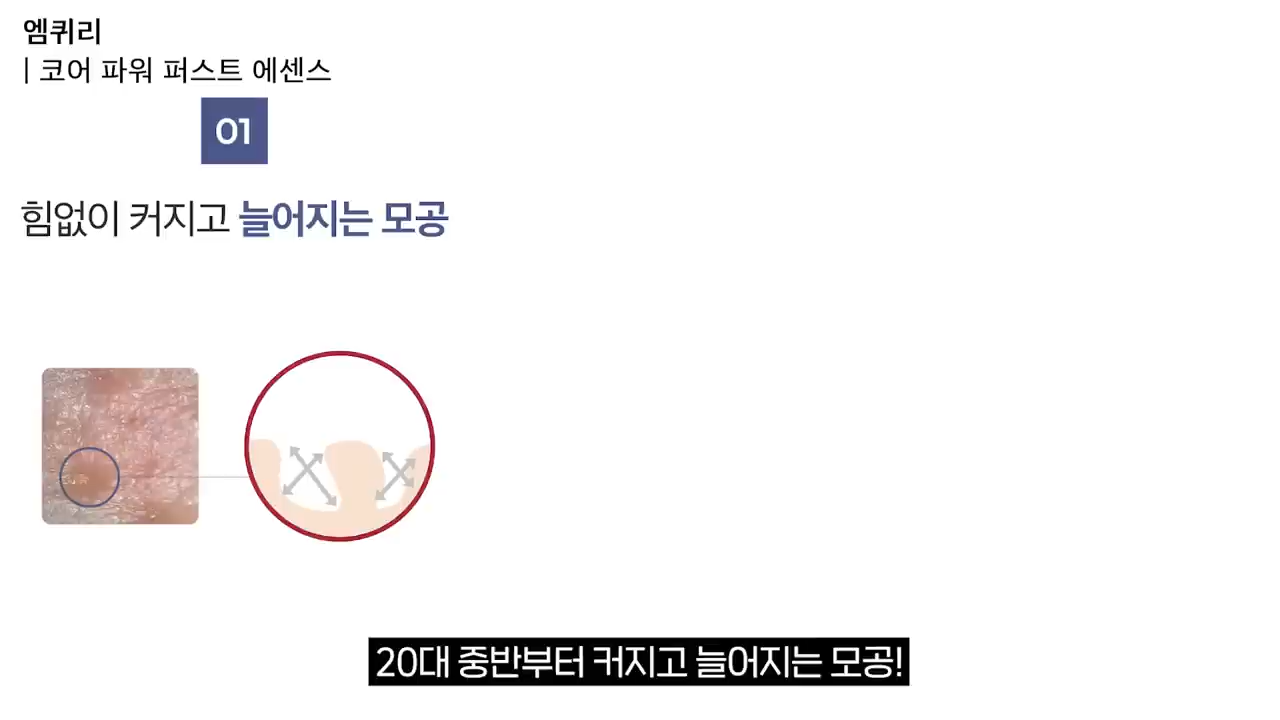 엠퀴리
| 코어 파워 퍼스트 에센스
01
힘없이 커지고 늘어지는 모공
20대 중반부터 커지고 늘어지는 모공!